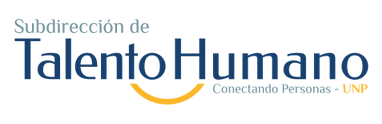 Subdirección de
Talento Humano
Conectando Personas - UNP